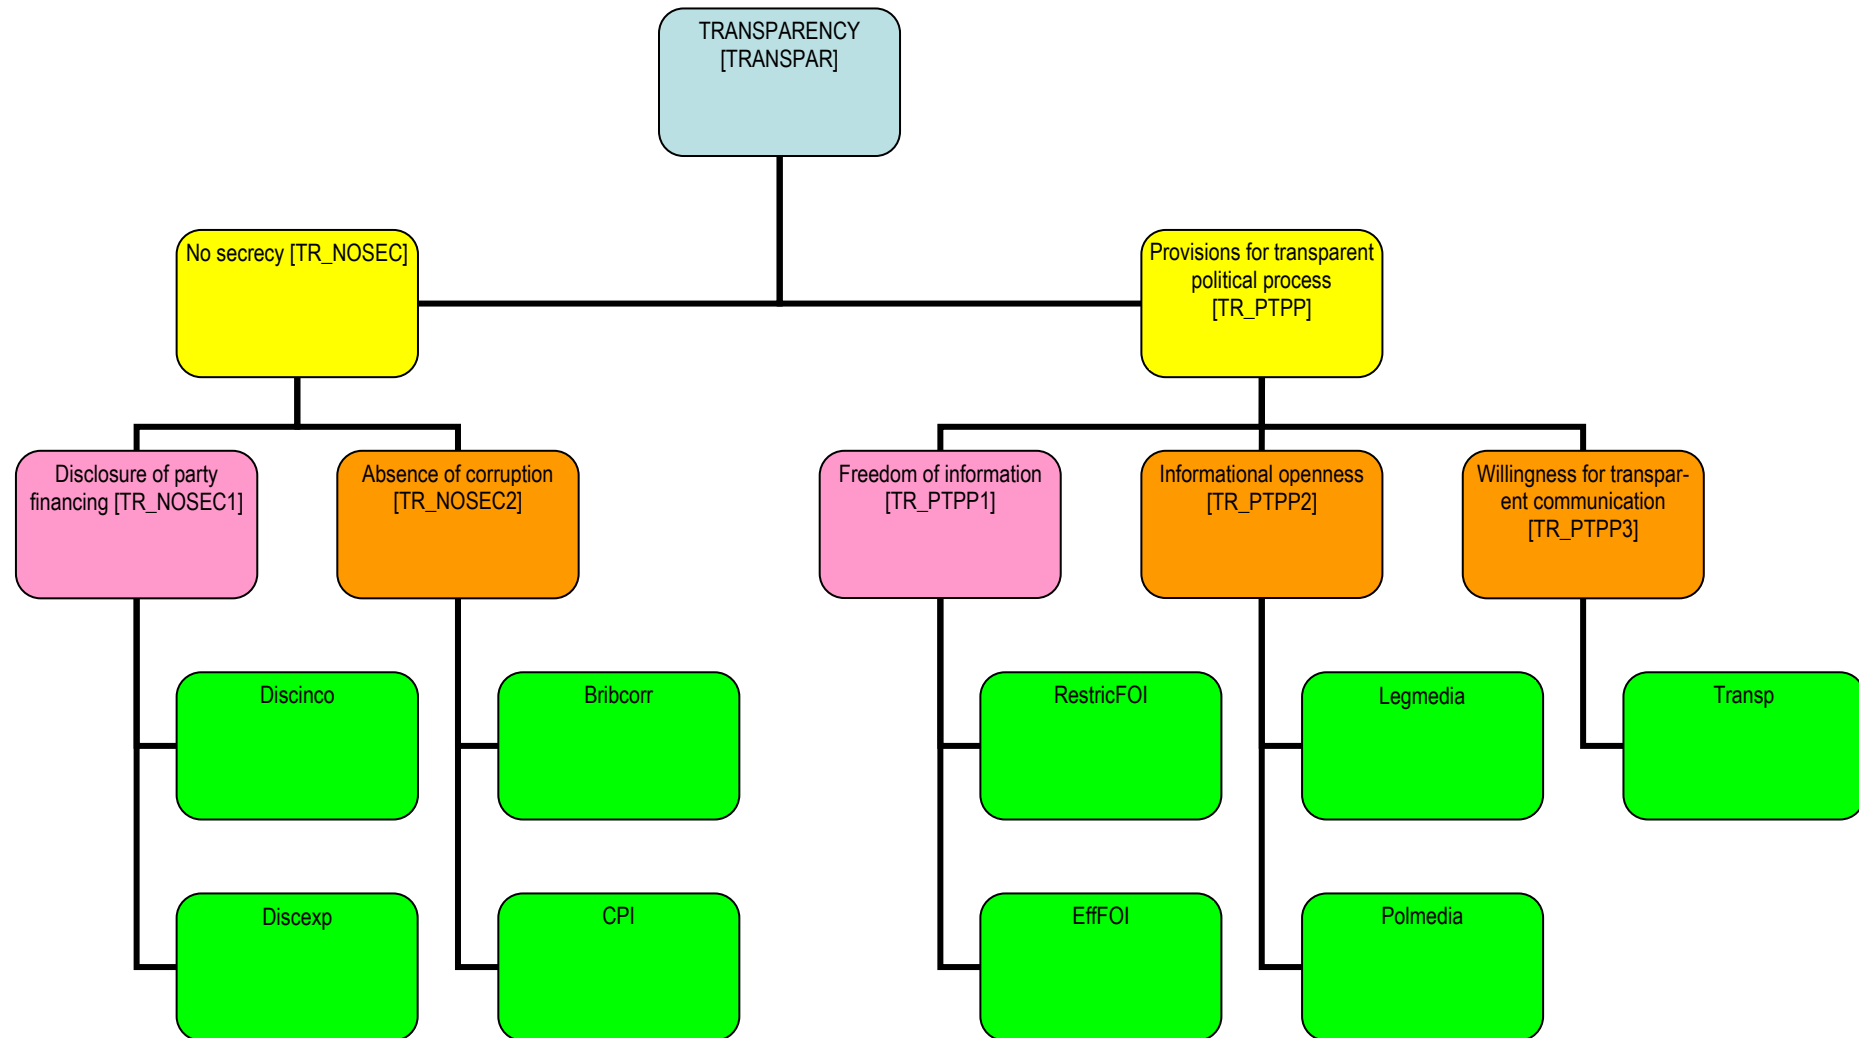 TRANSPARENCY
[TRANSPAR]
No secrecy [TR_NOSEC]
Provisions for transparent
political process
[TR_PTPP]
Disclosure of party
financing [TR_NOSEC1]
Absence of corruption
[TR_NOSEC2]
Freedom of information
[TR_PTPP1]
Informational openness
[TR_PTPP2]
Willingness for transpar-
ent communication
[TR_PTPP3]
Discinco
Bribcorr
RestricFOI
Legmedia
Transp
Discexp
CPI
EffFOI
Polmedia